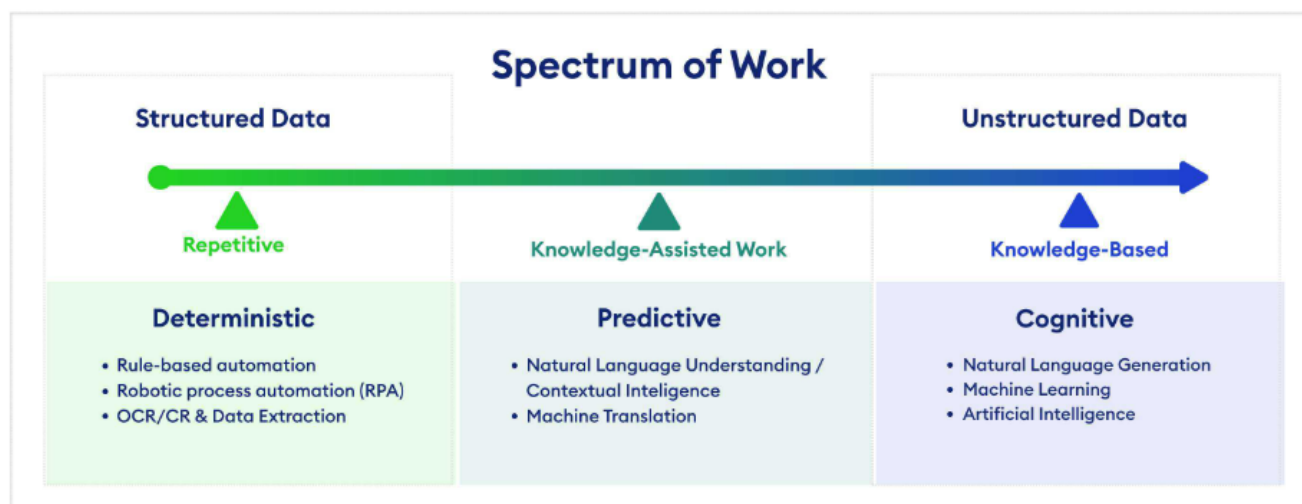 Spectrum of Work
Structured Data
Unstructured Data
Repetitive
Knowledge-Assisted Work
Knowledge-Based
Deterministic
• Rule-based automation
• Robotic process automation (RPA)
• OCR/CR & Data Extraction
Predictive
• Natural Language Understanding /
Contextual Inteligence
• Machine Translation
Cognitive
• Natural Language Generation
• Machine Learning
• Artificial Intelligence